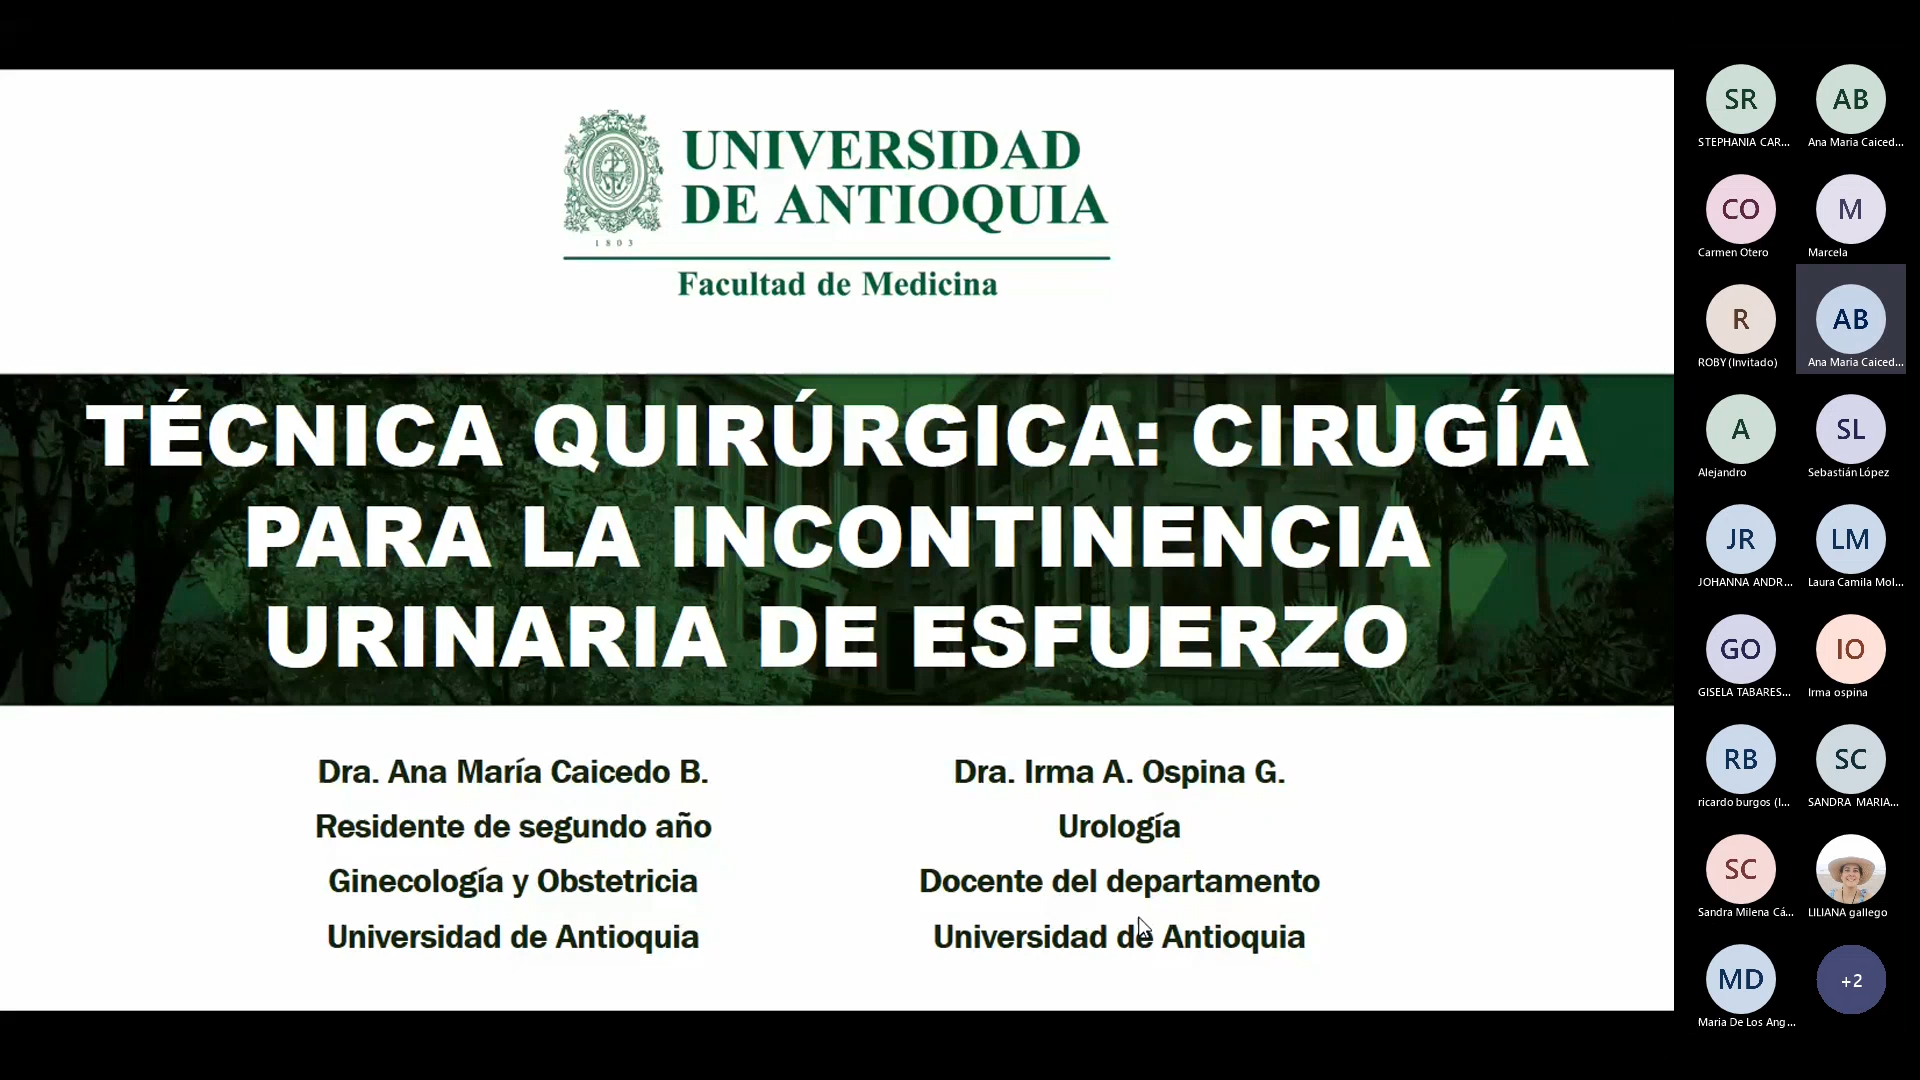 UNIVERSIDAD
DE ANTIOQUIA
1803
Facultad de Medicina
TÉCNICA QUIRÚRGICA: CIRUGÍA
PARA LA INCONTINENCIA
URINARIA DE ESFUERZO
Dra. Ana María Caicedo B.
Residente de segundo año
Ginecología y Obstetricia
Universidad de Antioquia
Dra. Irma A. Ospina G.
Urología
Docente del departamento
Universidad de Antioquia
SR
STEPHANIA CAR...
AB
Ana Maria Caiced...
CO
Carmen Otero
M
Marcela
R
ROBY (Invitado)
AB
Ana Maria Caiced...
A
Alejandro
SL
Sebastián López
JR
JOHANNA ANDR...
LM
Laura Camila Mol...
GO
GISELA TABARES...
IO
Irma ospina
RB
ricardo burgos (I...
SC
SANDRA MARIA...
SC
Sandra Milena Cá...
LILIANA gallego
MD
Maria De Los Ang...
+2